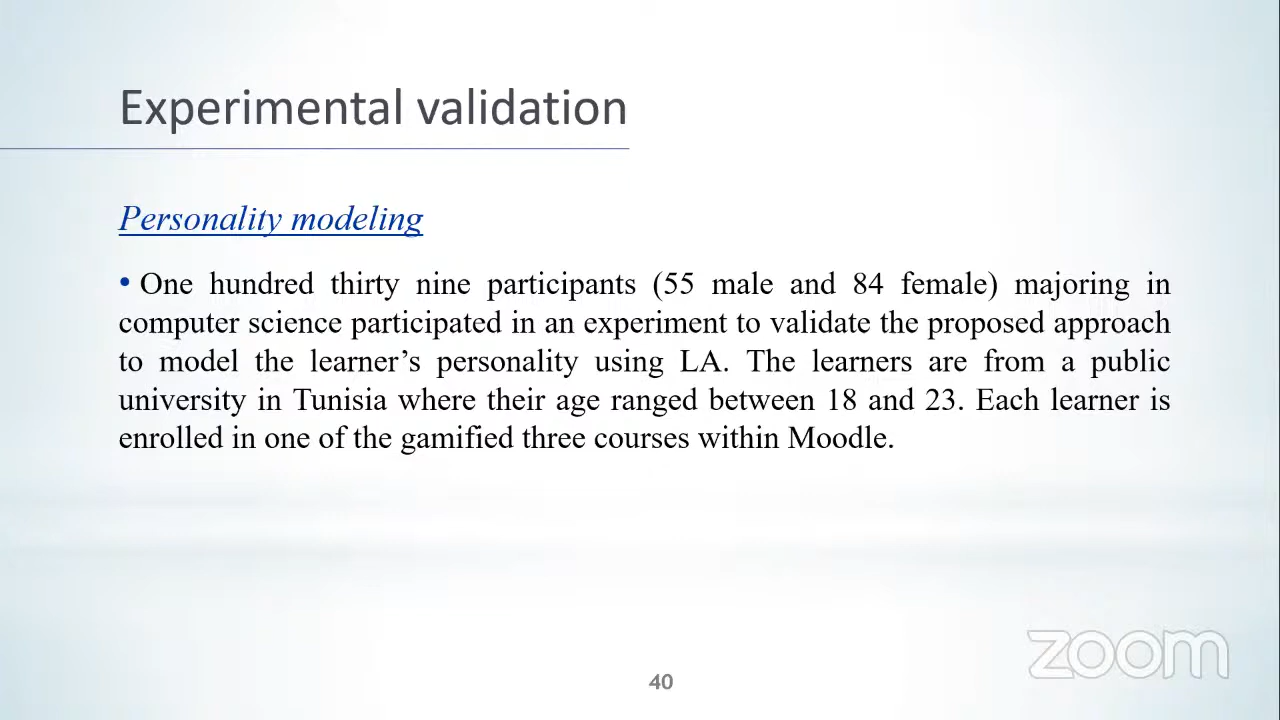 Experimental validation
Personality modeling
• One hundred thirty nine participants (55 male and 84 female) majoring in
computer science participated in an experiment to validate the proposed approach
to model the learner’s personality using LA. The learners are from a public
university in Tunisia where their age ranged between 18 and 23. Each learner is
enrolled in one of the gamified three courses within Moodle.
zoom
40